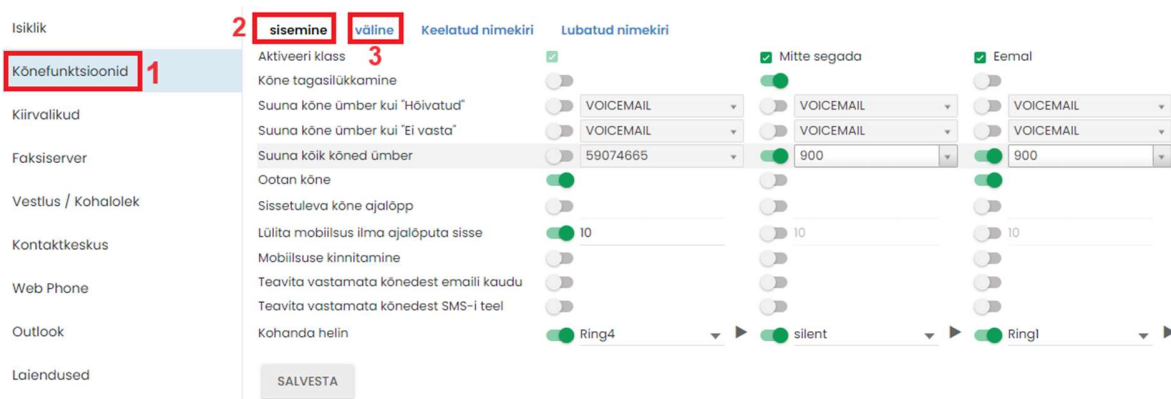 Isiklik
Kõnefunktsioonid 1
Kiirvalikud
Faksiserver
Vestlus / Kohalolek
Kontaktkeskus
Web Phone
Outlook
Laiendused
2 sisemine väline Keelatud nimekiri Lubatud nimekiri
3
Aktiveeri klass Mitte segada Eemal
Kõne tagasilükkamine
Suuna kõne ümber kui "Hõivatud" VOICEMAIL VOICEMAIL VOICEMAIL
Suuna kõne ümber kui "Ei vasta" VOICEMAIL VOICEMAIL VOICEMAIL
Suuna kõik kõned ümber 59074665 900 900
Ootan kõne
Sissetuleva kõne ajalõpp
Lülita mobiilsus ilma ajalõputa sisse 10 10 10
Mobiilsuse kinnitamine
Teavita vastamata kõnedest emaili kaudu
Teavita vastamata kõnedest SMS-i teel
Kohanda helin Ring4 silent Ring1
SALVESTA